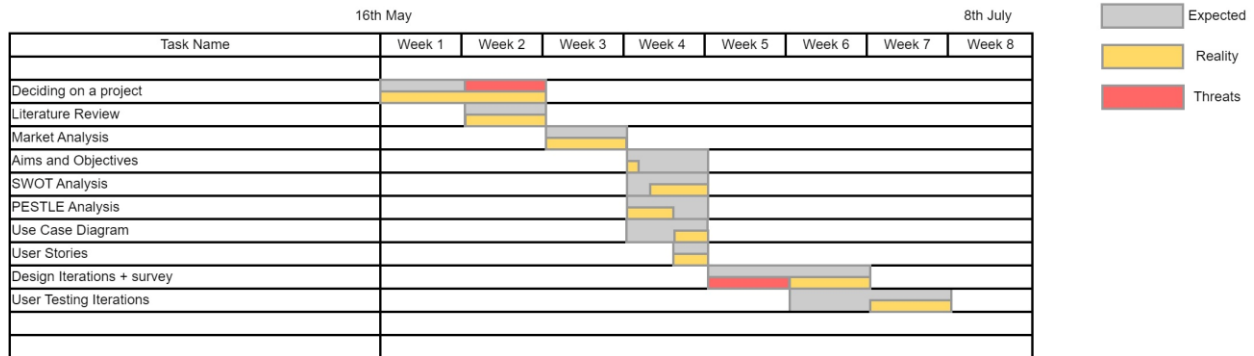 16th May 8th July
Task Name Week 1 Week 2 Week 3 Week 4 Week 5 Week 6 Week 7 Week 8
Expected
Reality
Threats
Deciding on a project
Literature Review
Market Analysis
Aims and Objectives
SWOT Analysis
PESTLE Analysis
Use Case Diagram
User Stories
Design Iterations + survey
User Testing Iterations